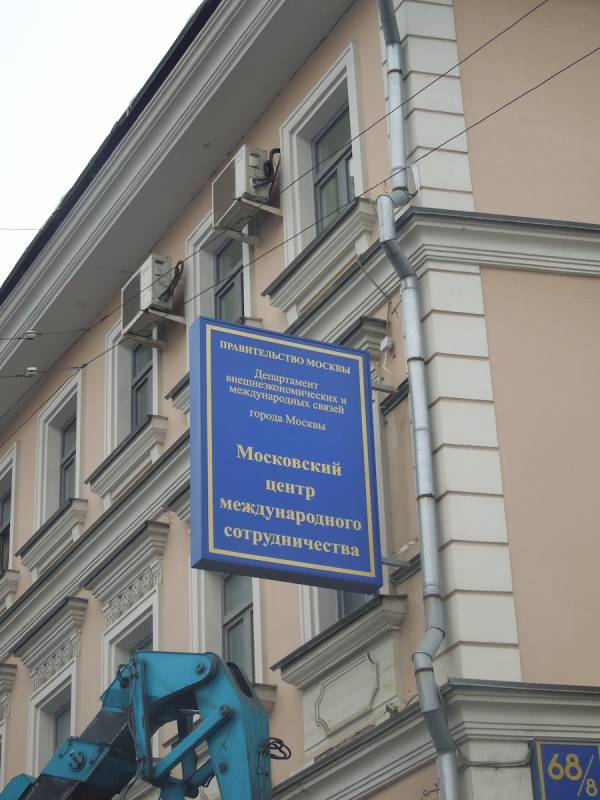 ПРАВИТЕЛЬСТВО МОСКВЫ
Департамент
внешнеэкономических и
международных связей
города Москвы
Московский
центр
международного
сотрудничества
68/8